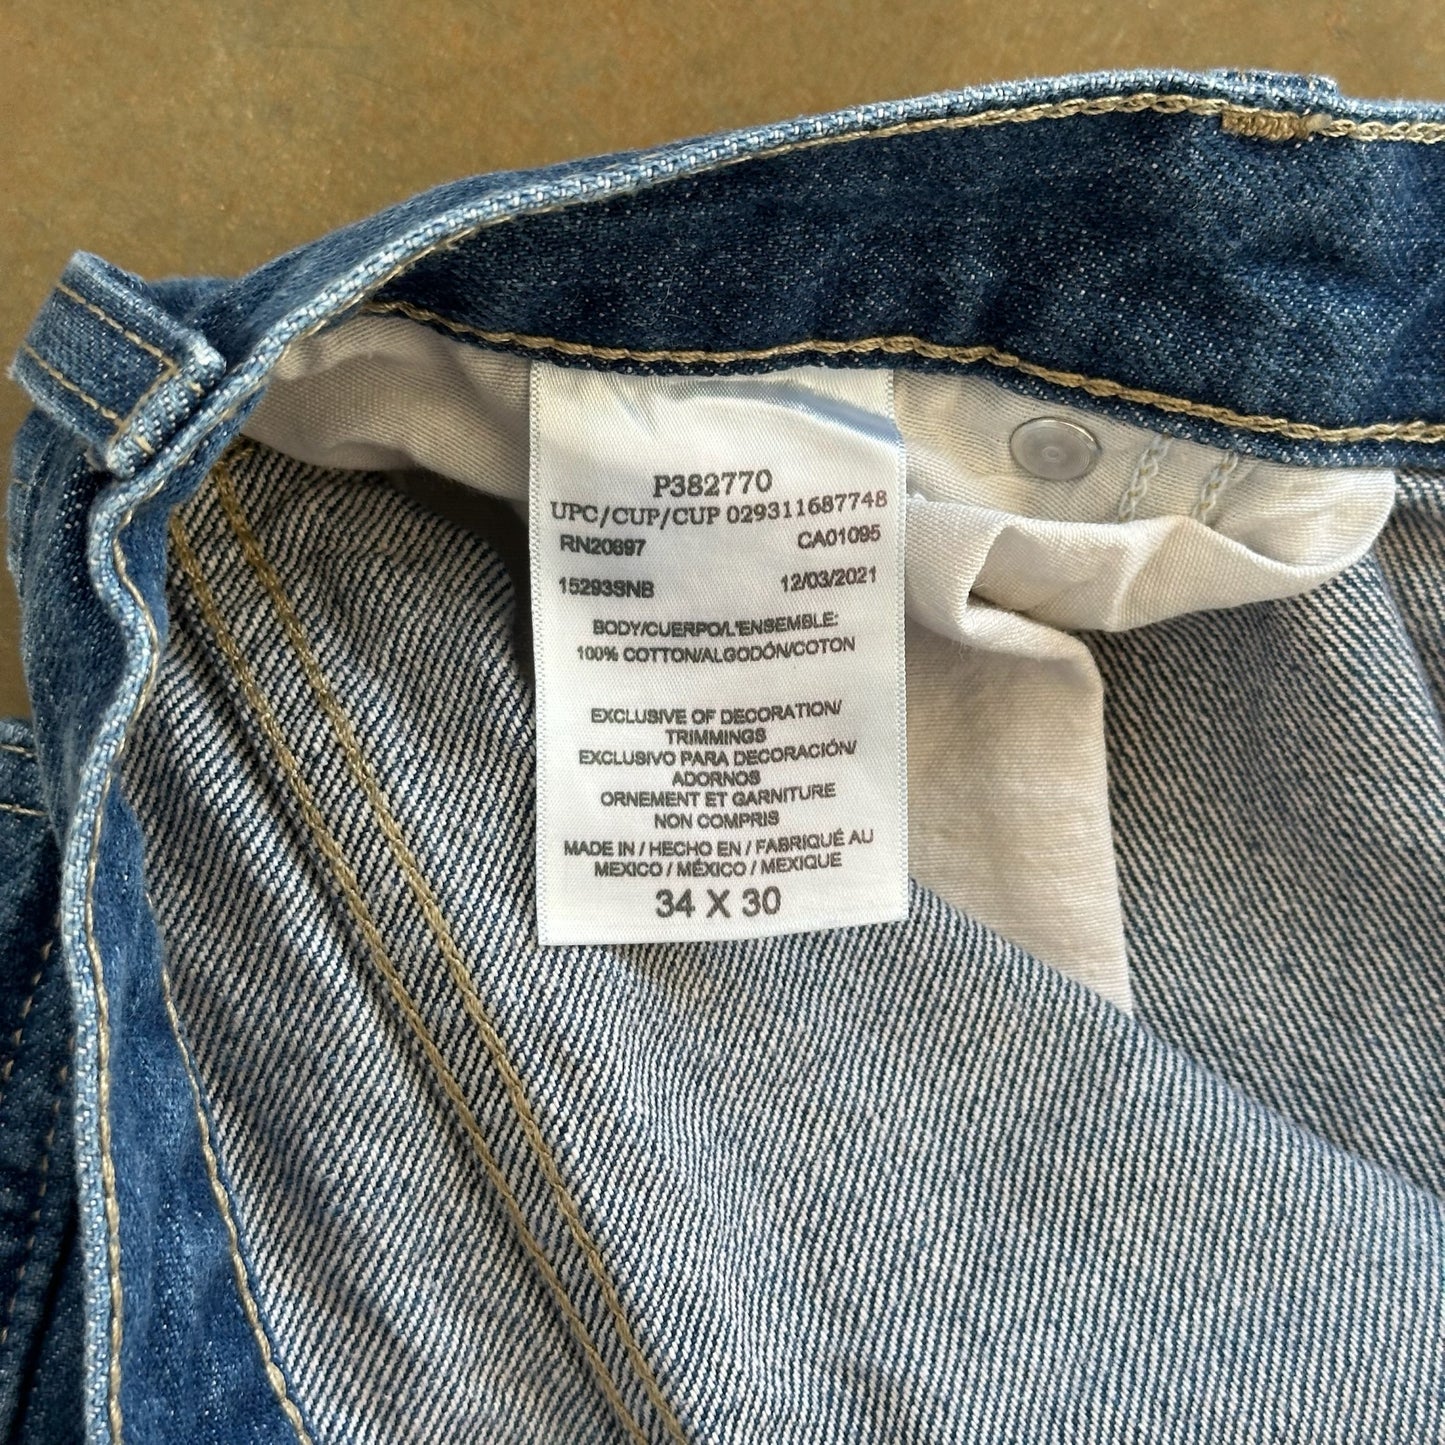 P382770
UPC/CUP/CUP 029311687748
RN20697 CA01095
15293SNB 12/03/2021
BODY/CUERPO/L'ENSEMBLE:
100% COTTON/ALGODÓN/COTON
EXCLUSIVE OF DECORATION/
TRIMMINGS
EXCLUSIVO PARA DECORACIÓN/
ADORNOS
ORNEMENT ET GARNITURE
NON COMPRIS
MADE IN / HECHO EN / FABRIQUÉ AU
MEXICO / MÉXICO / MEXIQUE
34 X 30